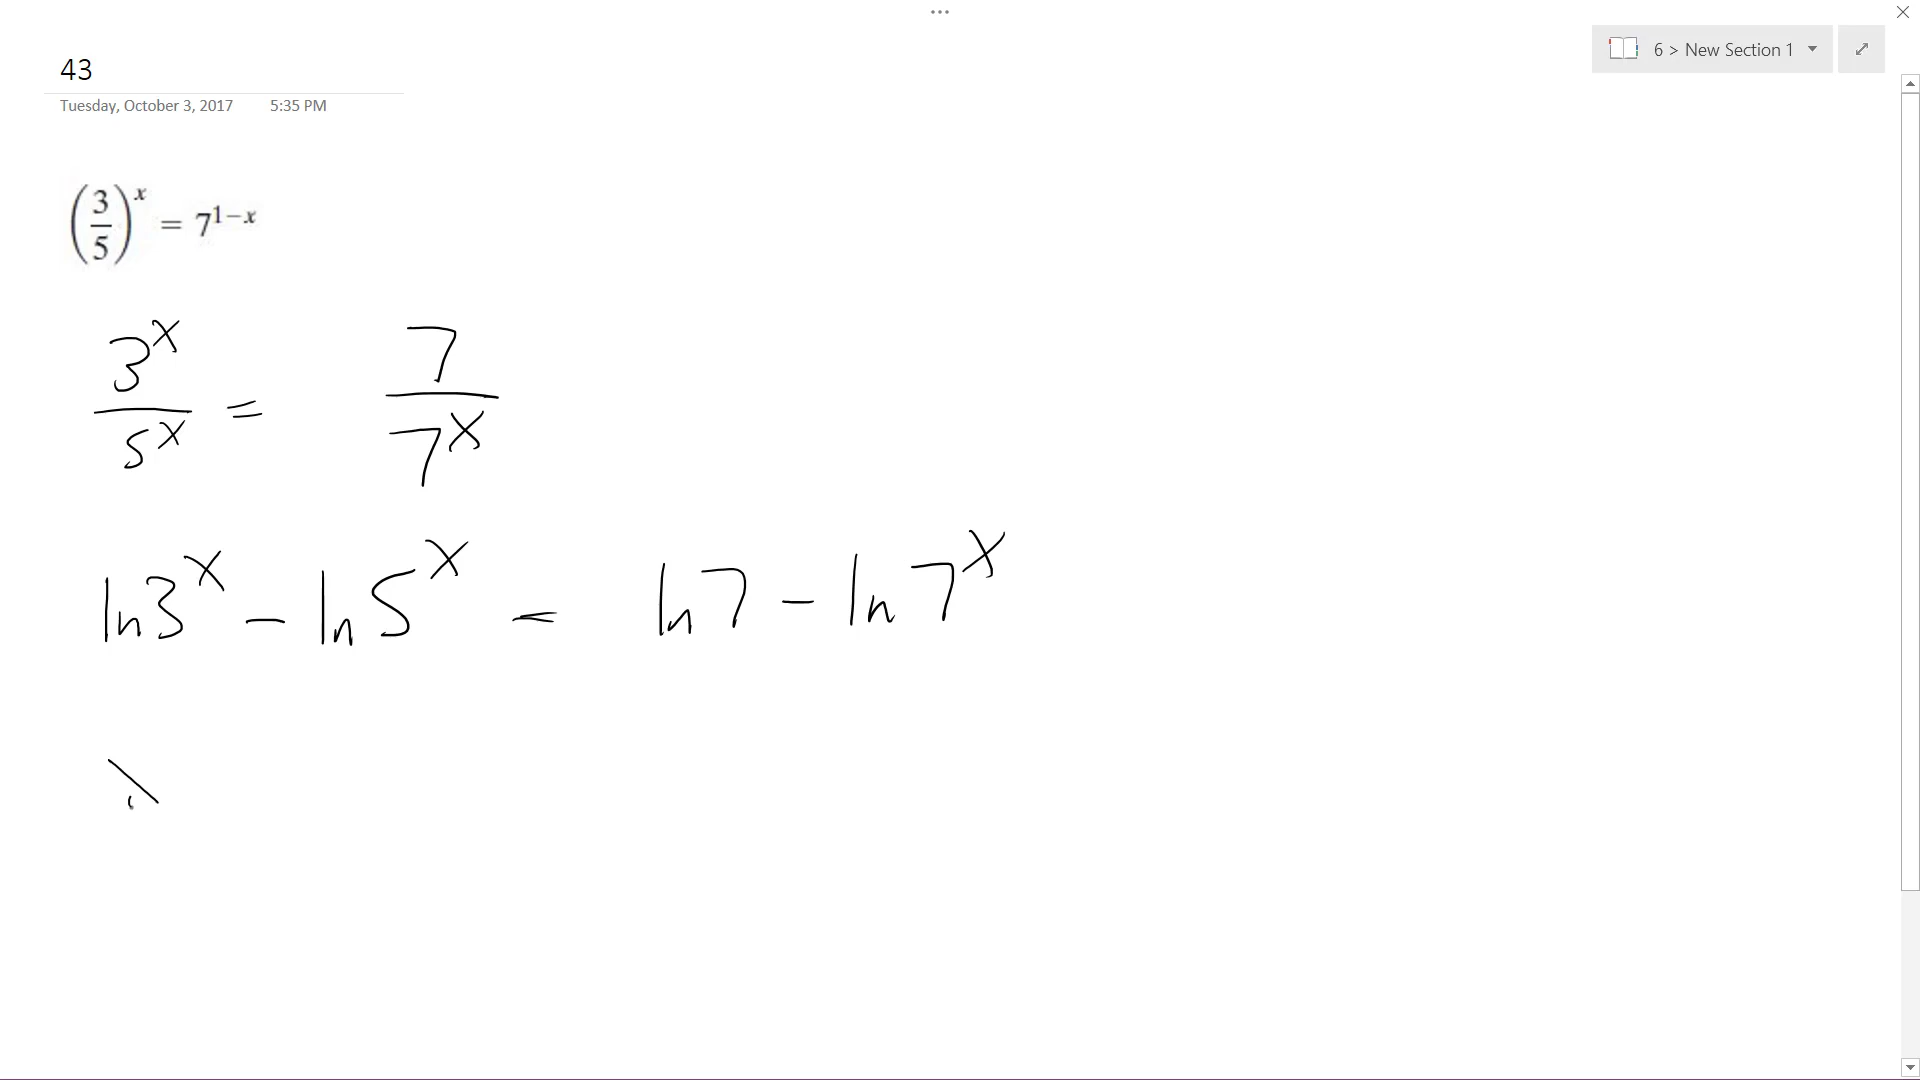 6 > New Section 1
43
Tuesday, October 3, 2017 5:35 PM
(3/5)^x = 7^{1-x}
3^x/5^x = 7/7^x
ln3^x - ln5^x = ln7 - ln7^x